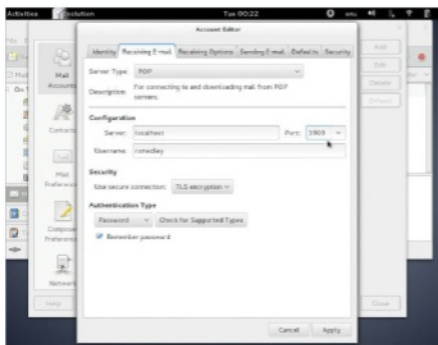 Activities Evolution Tue 00:22
Account Editor
Identity Receiving E-mail Receiving Options Sending E-mail Defaults Security
Server Type: POP
Description: For connecting to and downloading mail from POP
servers.
Configuration
Server: localhost Port:
Username: romedley
Security
Use secure connection: TLS encryption
Authentication Type
Password Check for Supported Types
Remember password
Cancel Apply
Mail
Accounts
Contacts
Mail
Preferences
Composer
Preferences
Network
Help
Add
Edit
Delete
Default
Close